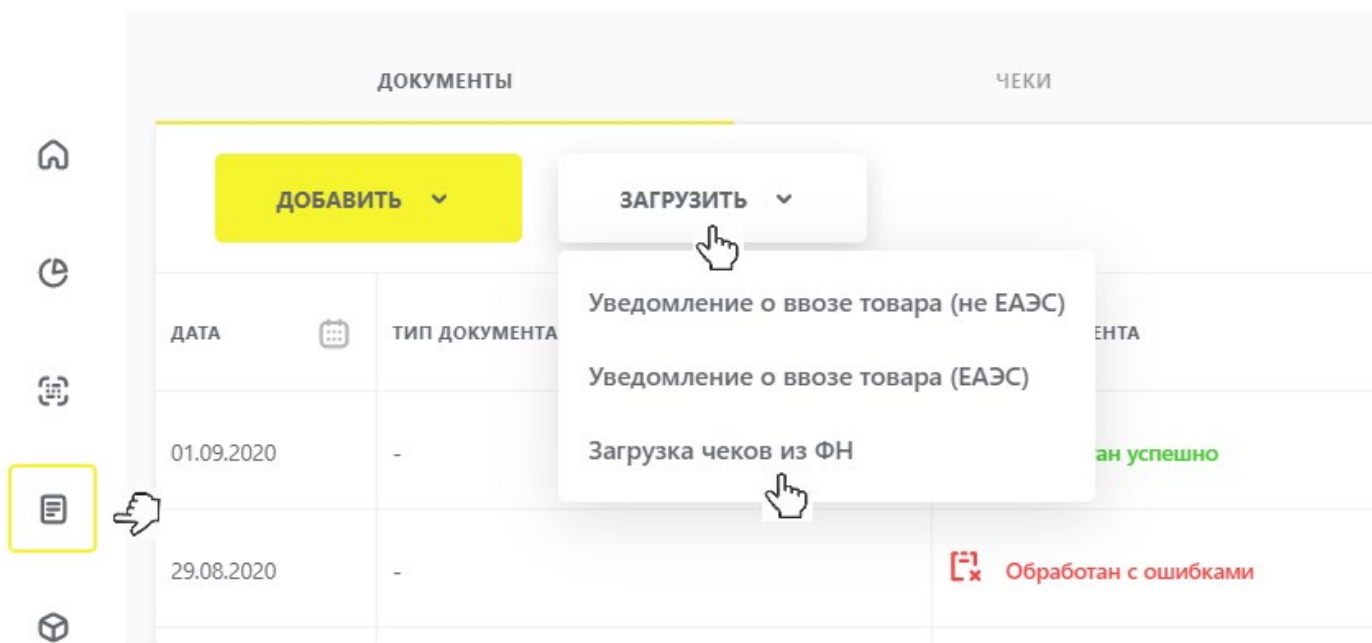 ДОКУМЕНТЫ ЧЕКИ
ДОБАВИТЬ ЗАГРУЗИТЬ
Уведомление о ввозе товара (не ЕАЭС)
ДАТА ТИП ДОКУМЕНТА ЕНТА
Уведомление о ввозе товара (ЕАЭС)
Загрузка чеков из ФН
01.09.2020 - ан успешно
29.08.2020 - Обработан с ошибками